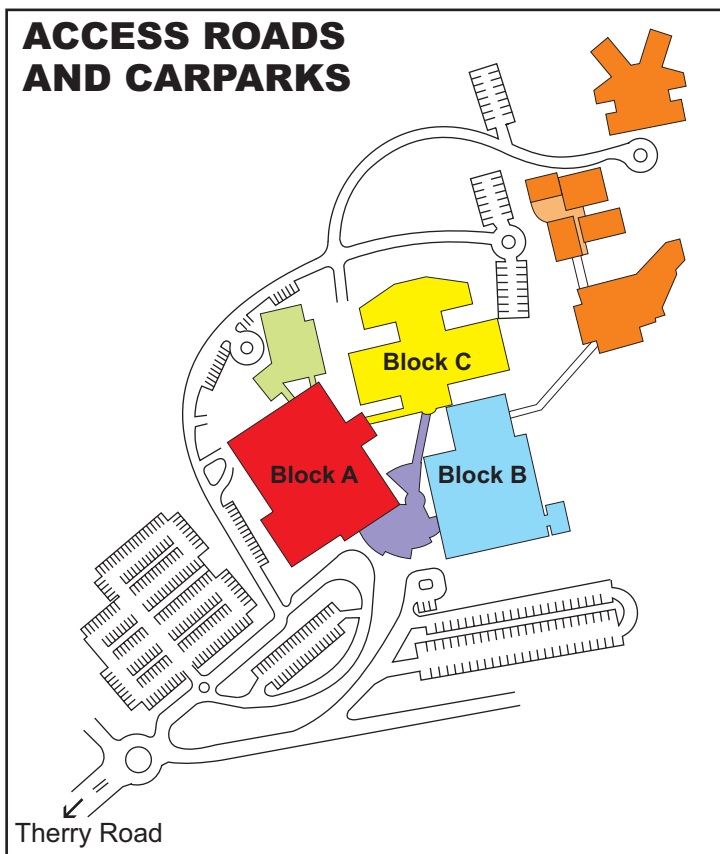 ACCESS ROADS
AND CARPARKS
Block C
Block A
Block B
Therry Road